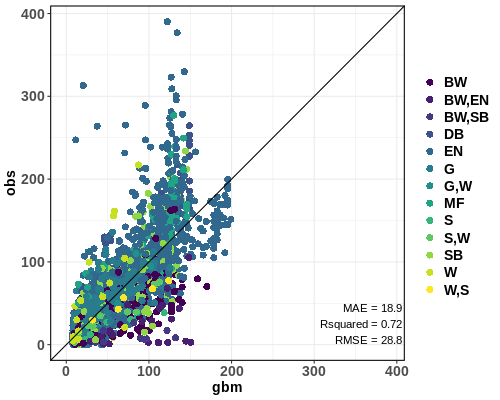 400
300
200
100
0
obs
0
100
200
300
400
gbm
MAE = 18.9
Rsquared = 0.72
RMSE = 28.8
BW
BW,EN
BW,SB
DB
EN
G
G,W
MF
S
S,W
SB
W
W,S